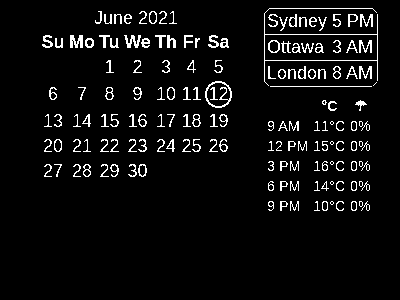 June 2021
Su Mo Tu We Th Fr Sa
1 2 3 4 5
6 7 8 9 10 11 12
13 14 15 16 17 18 19
20 21 22 23 24 25 26
27 28 29 30
Sydney 5 PM
Ottawa 3 AM
London 8 AM
°C
9 AM 11°C 0%
12 PM 15°C 0%
3 PM 16°C 0%
6 PM 14°C 0%
9 PM 10°C 0%